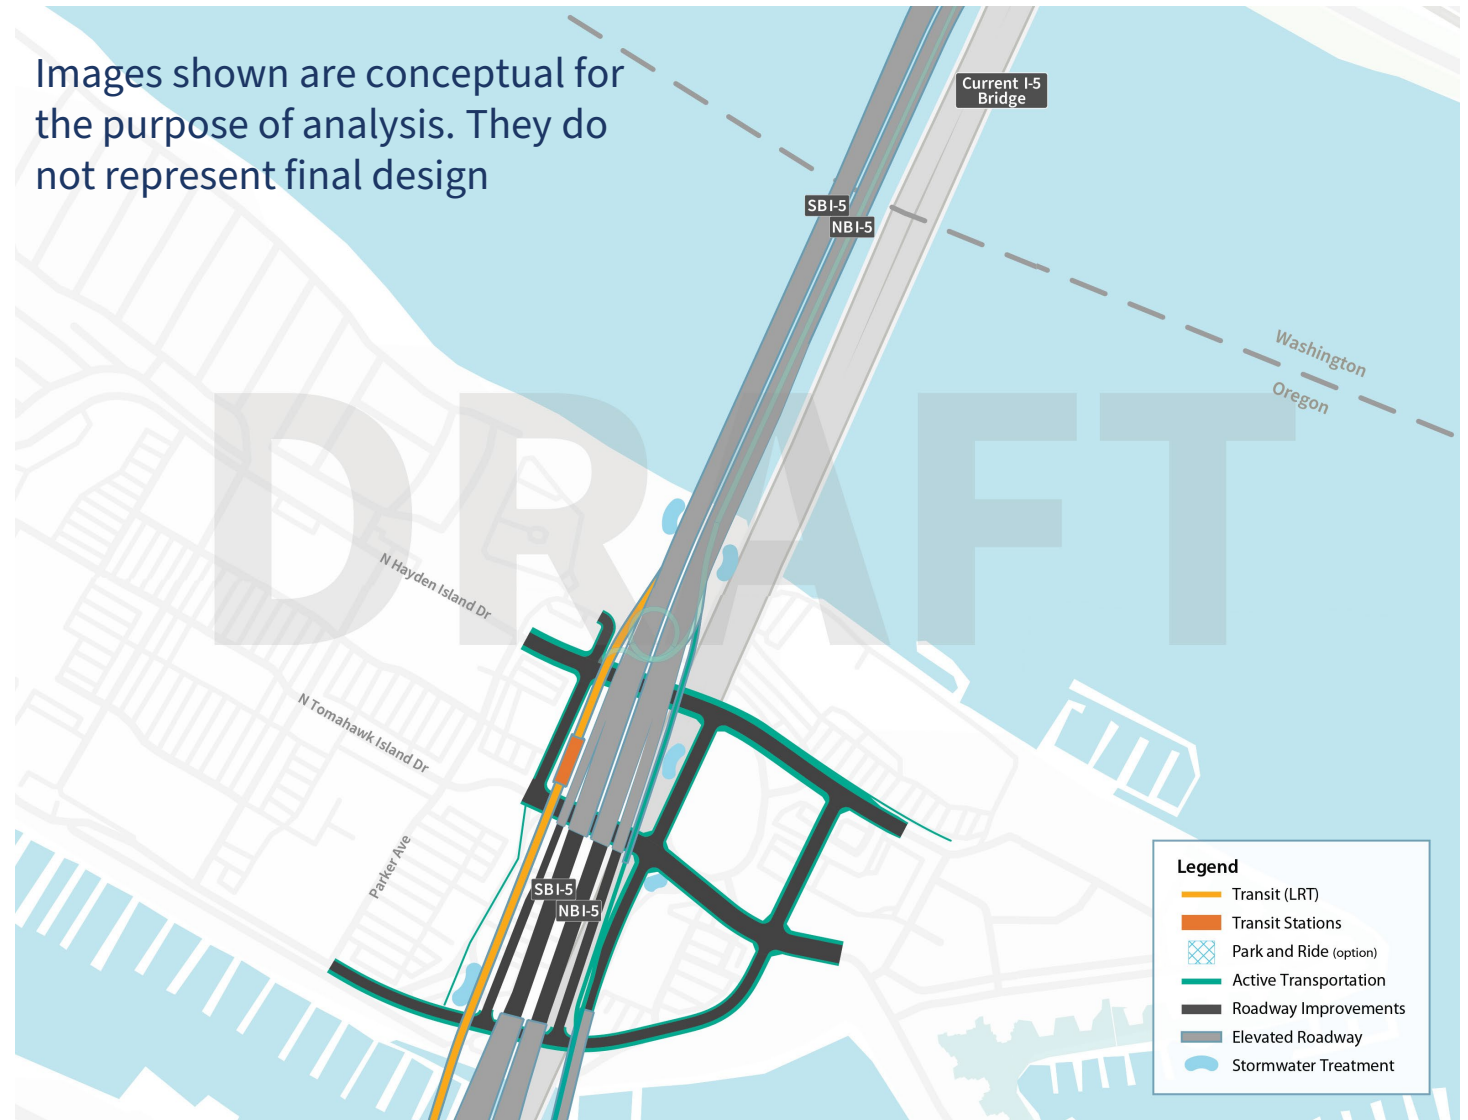 Images shown are conceptual for
the purpose of analysis. They do
not represent final design
Current I-5
Bridge
SB I-5
NB I-5
Washington
Oregon
DRAFT
N Hayden Island Dr
N Tomahawk Island Dr
Parker Ave
SB I-5
NB I-5
Legend
Transit (LRT)
Transit Stations
Park and Ride (option)
Active Transportation
Roadway Improvements
Elevated Roadway
Stormwater Treatment